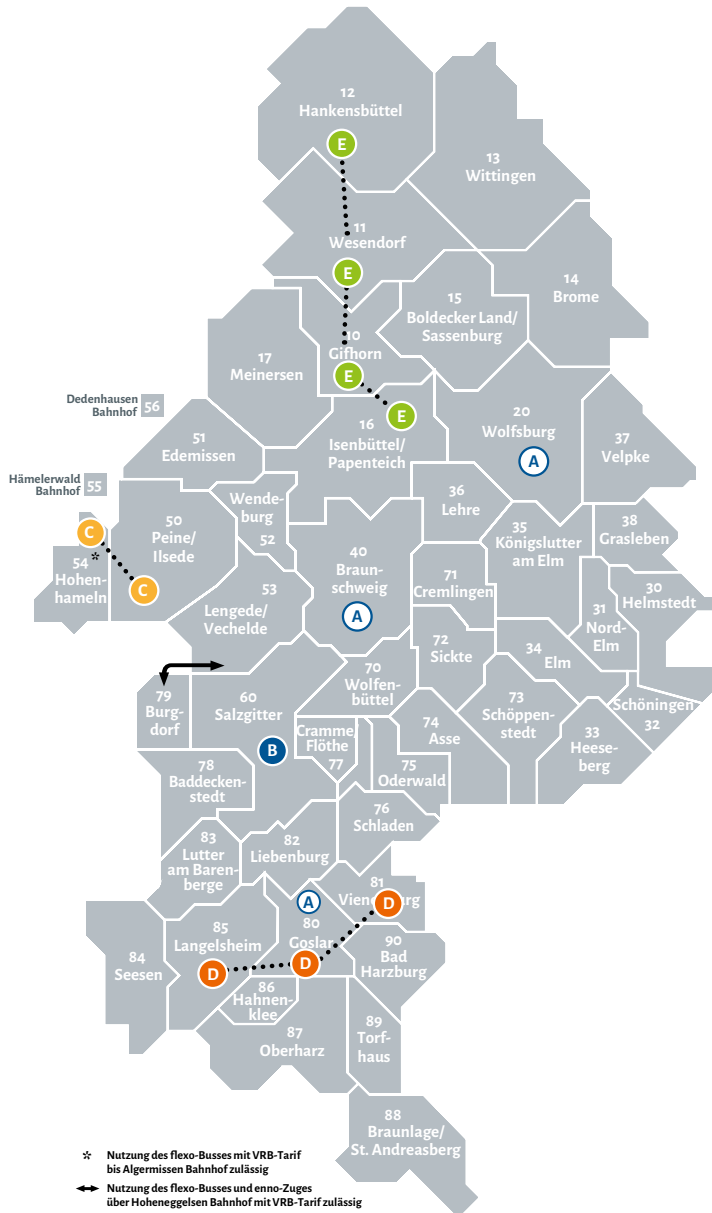 12
Hankensbüttel
E
13
Wittingen
11
Wesendorf
E
14
Brome
15
Boldecker Land/
Sassenburg
10
Gifhorn
E
17
Meinersen
Dedenhausen
Bahnhof
56
16
Isenbüttel/
Papenteich
E
20
Wolfsburg
A
37
Velpke
51
Edemissen
Hämelerwald
Bahnhof
55
Wende-
burg
52
36
Lehre
35
Königslutter
am Elm
38
Grasleben
50
Peine/
Ilsede
C
C
*
54
Hohen-
hameln
40
Braun-
schweig
A
71
Cremlingen
30
Helmstedt
31
Nord-
Elm
53
Lengede/
Vechelde
72
Sickte
34
Elm
70
Wolfen-
büttel
79
Burg-
dorf
60
Salzgitter
B
73
Schöppen-
stedt
Schöningen
32
33
Heese-
berg
74
Asse
Cramme/
Flöthe
77
75
Oderwald
78
Baddecken-
stedt
76
Schladen
83
Lutter
am Baren-
berge
82
Liebenburg
81
Vienenburg
D
A
80
Goslar
D
85
Langelsheim
D
84
Seesen
90
Bad
Harzburg
86
Hahnen-
klee
87
Oberharz
89
Torf-
haus
88
Braunlage/
St. Andreasberg
* Nutzung des flexo-Busses mit VRB-Tarif
bis Algermissen Bahnhof zulässig
Nutzung des flexo-Busses und enno-Zuges
über Hoheneggelsen Bahnhof mit VRB-Tarif zulässig